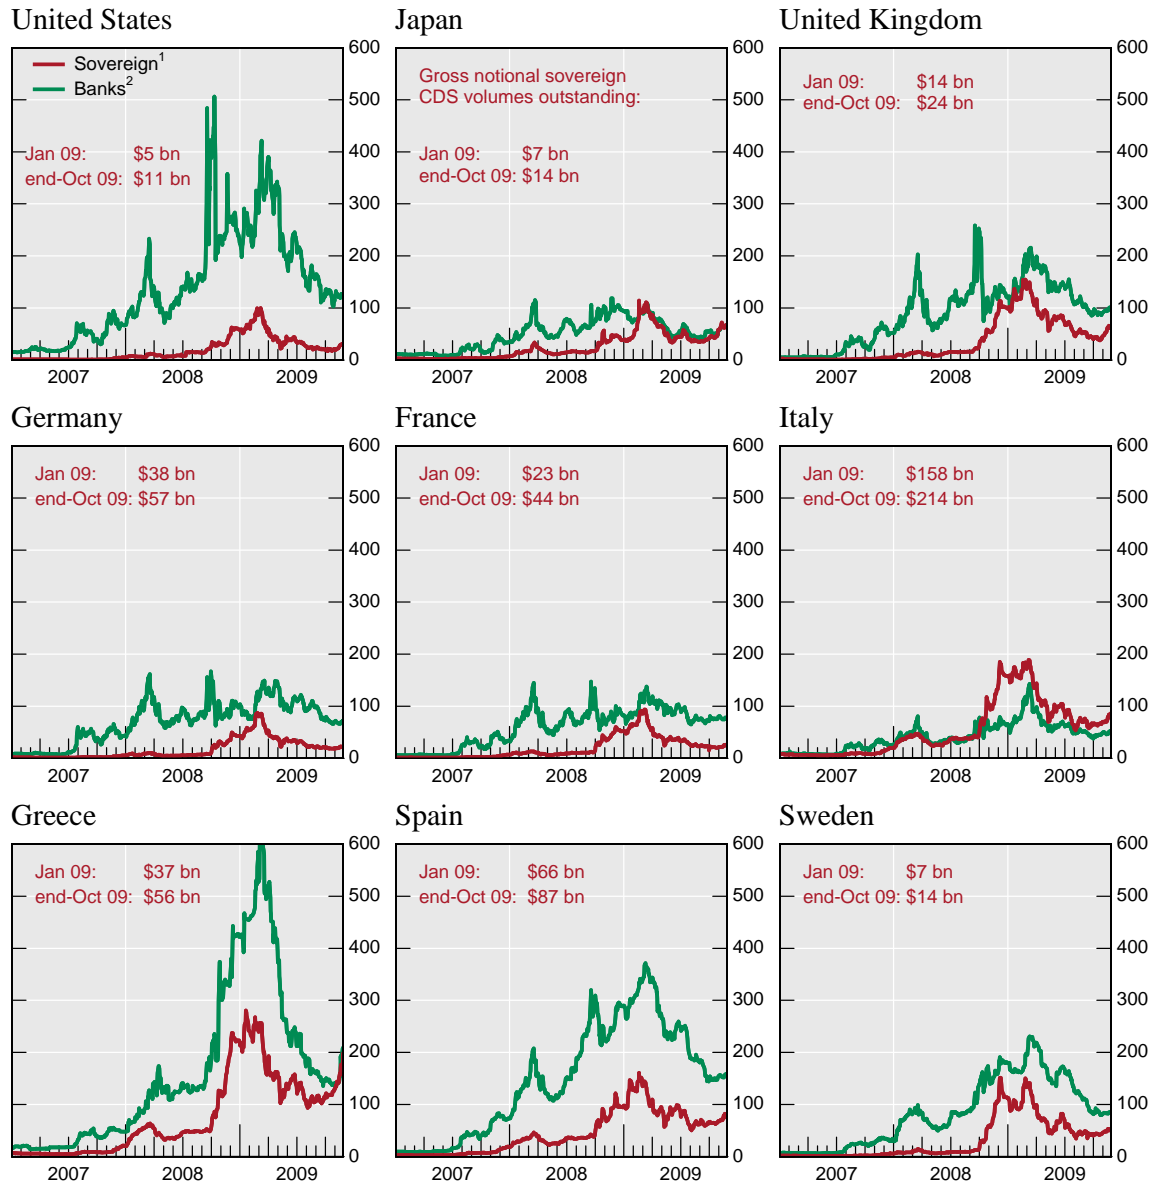 United States
Japan
United Kingdom
Sovereign1
Banks2
Jan 09: $5 bn
end-Oct 09: $11 bn
600
500
400
300
200
100
0
2007 2008 2009
Gross notional sovereign
CDS volumes outstanding:
Jan 09: $7 bn
end-Oct 09: $14 bn
600
500
400
300
200
100
0
2007 2008 2009
Jan 09: $14 bn
end-Oct 09: $24 bn
600
500
400
300
200
100
0
2007 2008 2009
Germany
France
Italy
Jan 09: $38 bn
end-Oct 09: $57 bn
600
500
400
300
200
100
0
2007 2008 2009
Jan 09: $23 bn
end-Oct 09: $44 bn
600
500
400
300
200
100
0
2007 2008 2009
Jan 09: $158 bn
end-Oct 09: $214 bn
600
500
400
300
200
100
0
2007 2008 2009
Greece
Spain
Sweden
Jan 09: $37 bn
end-Oct 09: $56 bn
600
500
400
300
200
100
0
2007 2008 2009
Jan 09: $66 bn
end-Oct 09: $87 bn
600
500
400
300
200
100
0
2007 2008 2009
Jan 09: $7 bn
end-Oct 09: $14 bn
600
500
400
300
200
100
0
2007 2008 2009